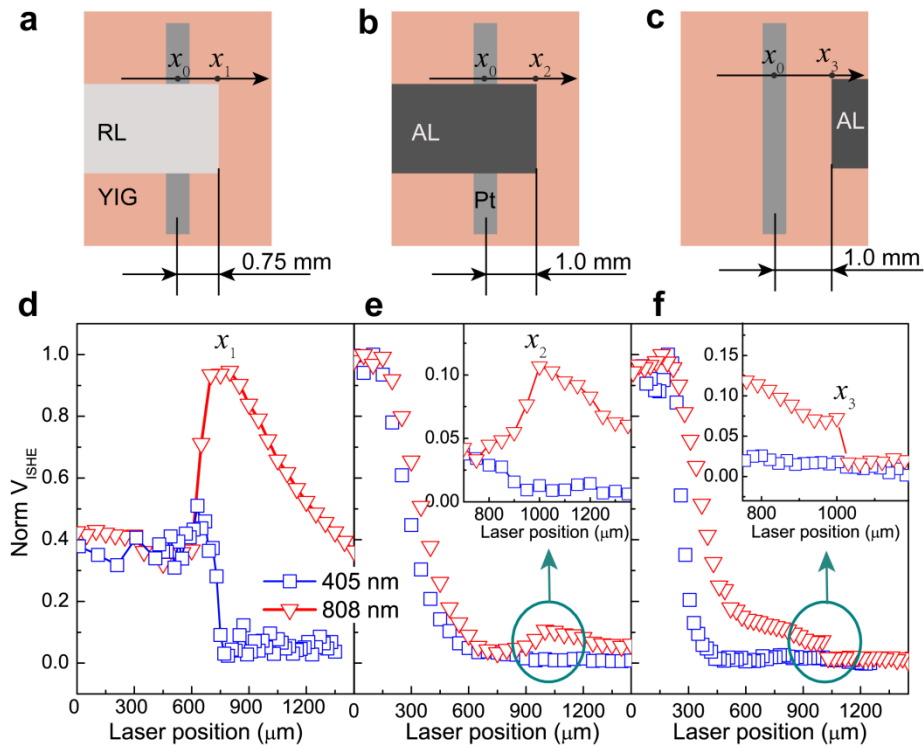 a
x0 x1
RL
YIG
0.75 mm
b
x0 x2
AL
Pt
1.0 mm
c
x0 x3
AL
1.0 mm
d
Norm VISHE
1.0
0.8
0.6
0.4
0.2
0.0
x1
405 nm
808 nm
0 300 600 900 1200
Laser position (μm)
e
x2
0.10
0.05
0.00
800 1000 1200
Laser position (μm)
0 300 600 900 1200
Laser position (μm)
f
x3
0.15
0.10
0.05
0.00
800 1000
Laser position (μm)
0 300 600 900 1200
Laser position (μm)